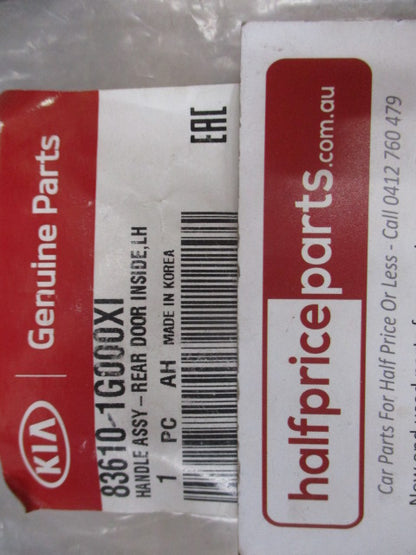 KIA Genuine Parts
EAC
83610-1G000XI
HANDLE ASSY-REAR DOOR INSIDE,LH
1 PC AH MADE IN KOREA
halfpriceparts.com.au
Car Parts For Half Price Or Less - Call 0412 760 479